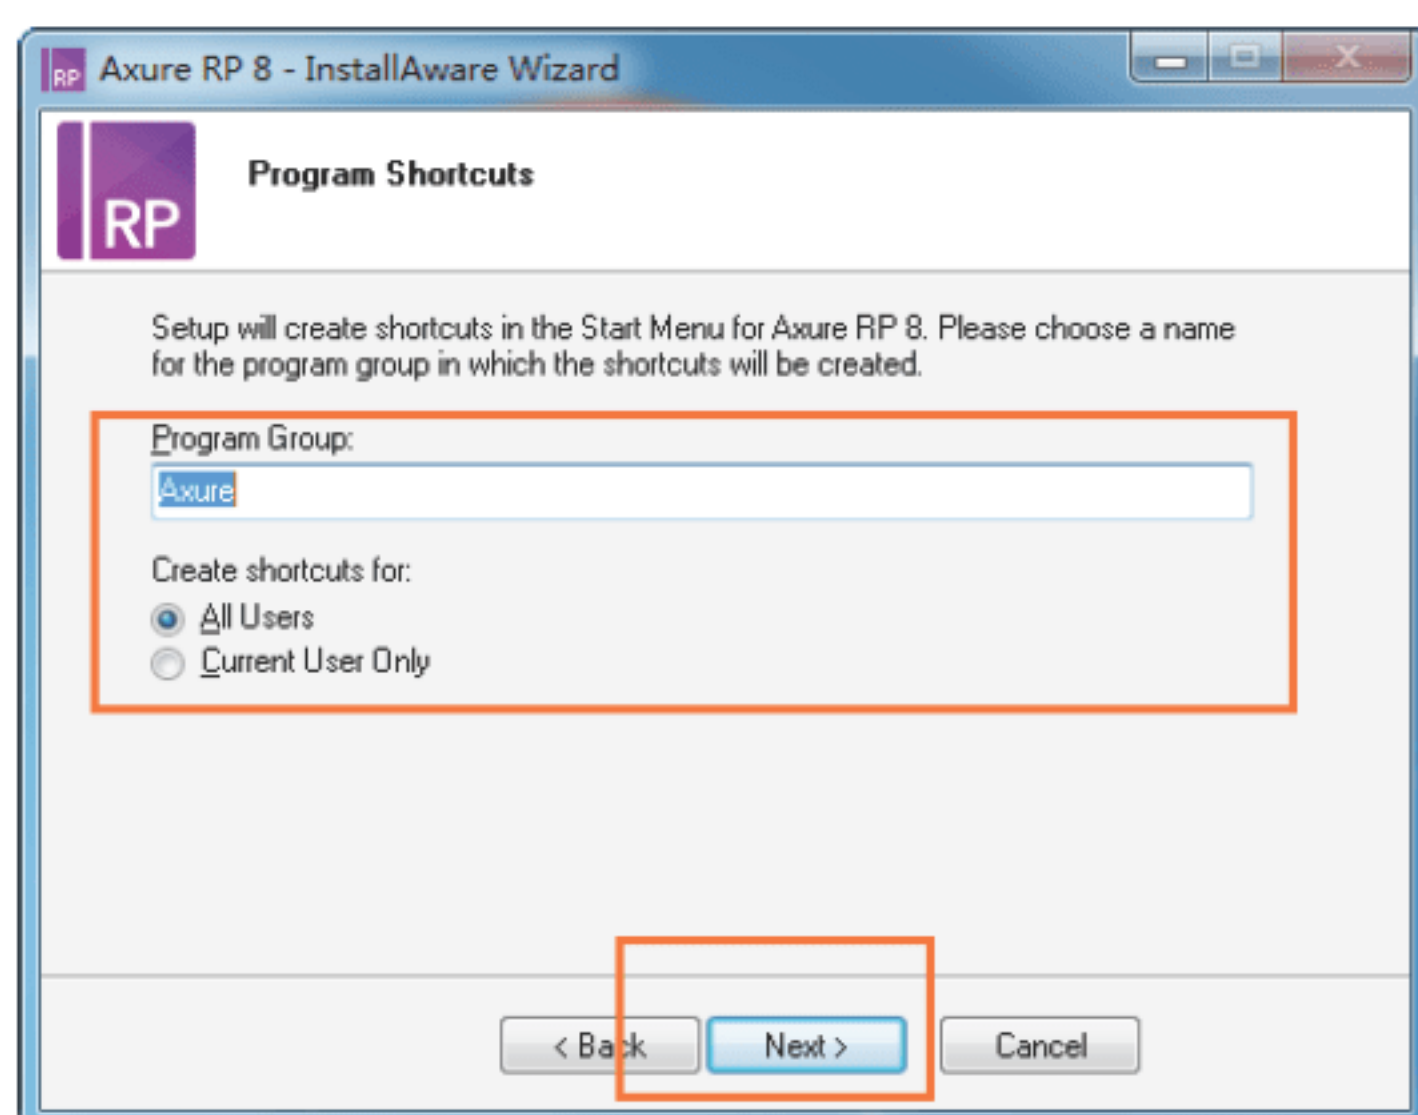 RP Axure RP 8 - InstallAware Wizard
RP
Program Shortcuts
Setup will create shortcuts in the Start Menu for Axure RP 8. Please choose a name
for the program group in which the shortcuts will be created.
Program Group:
Axure
Create shortcuts for:
All Users
Current User Only
< Back Next > Cancel